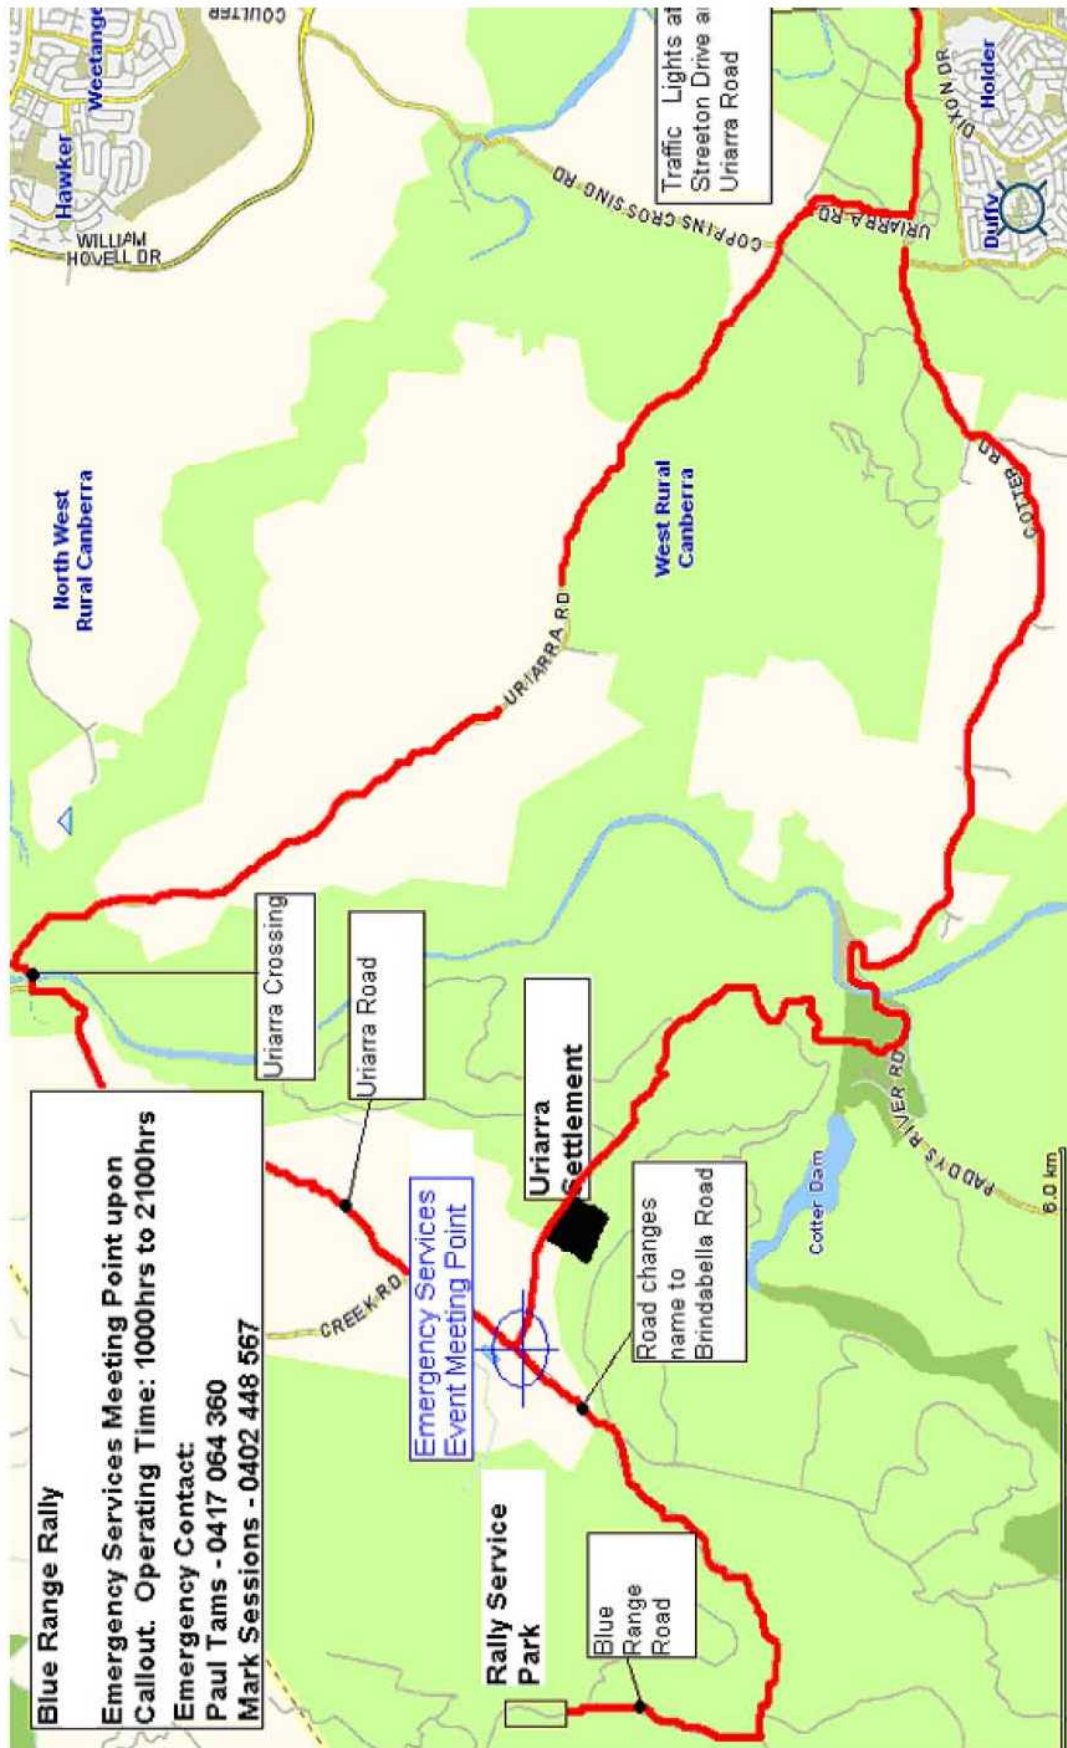 Blue Range Rally
Emergency Services Meeting Point upon
Callout. Operating Time: 1000hrs to 2100hrs
Emergency Contact:
Paul Tams - 0417 064 360
Mark Sessions - 0402 448 567
Rally Service
Park
Blue
Range
Road
Emergency Services
Event Meeting Point
CREEK RD
Road changes
name to
Brindabella Road
Uriarra
Settlement
Uriarra Road
Uriarra Crossing
Cotter Dam
PADDYS RIVER RD
6.0 km
North West
Rural Canberra
URIARRA RD
West Rural
Canberra
COTTER RD
WILLIAM
HOVELL DR
Hawker
Weetange
COULTER
COPPINS CROSSING RD
Traffic Lights at
Streeton Drive a
Uriarra Road
URIARRA RD
DIXON DR
Duffy
Holder